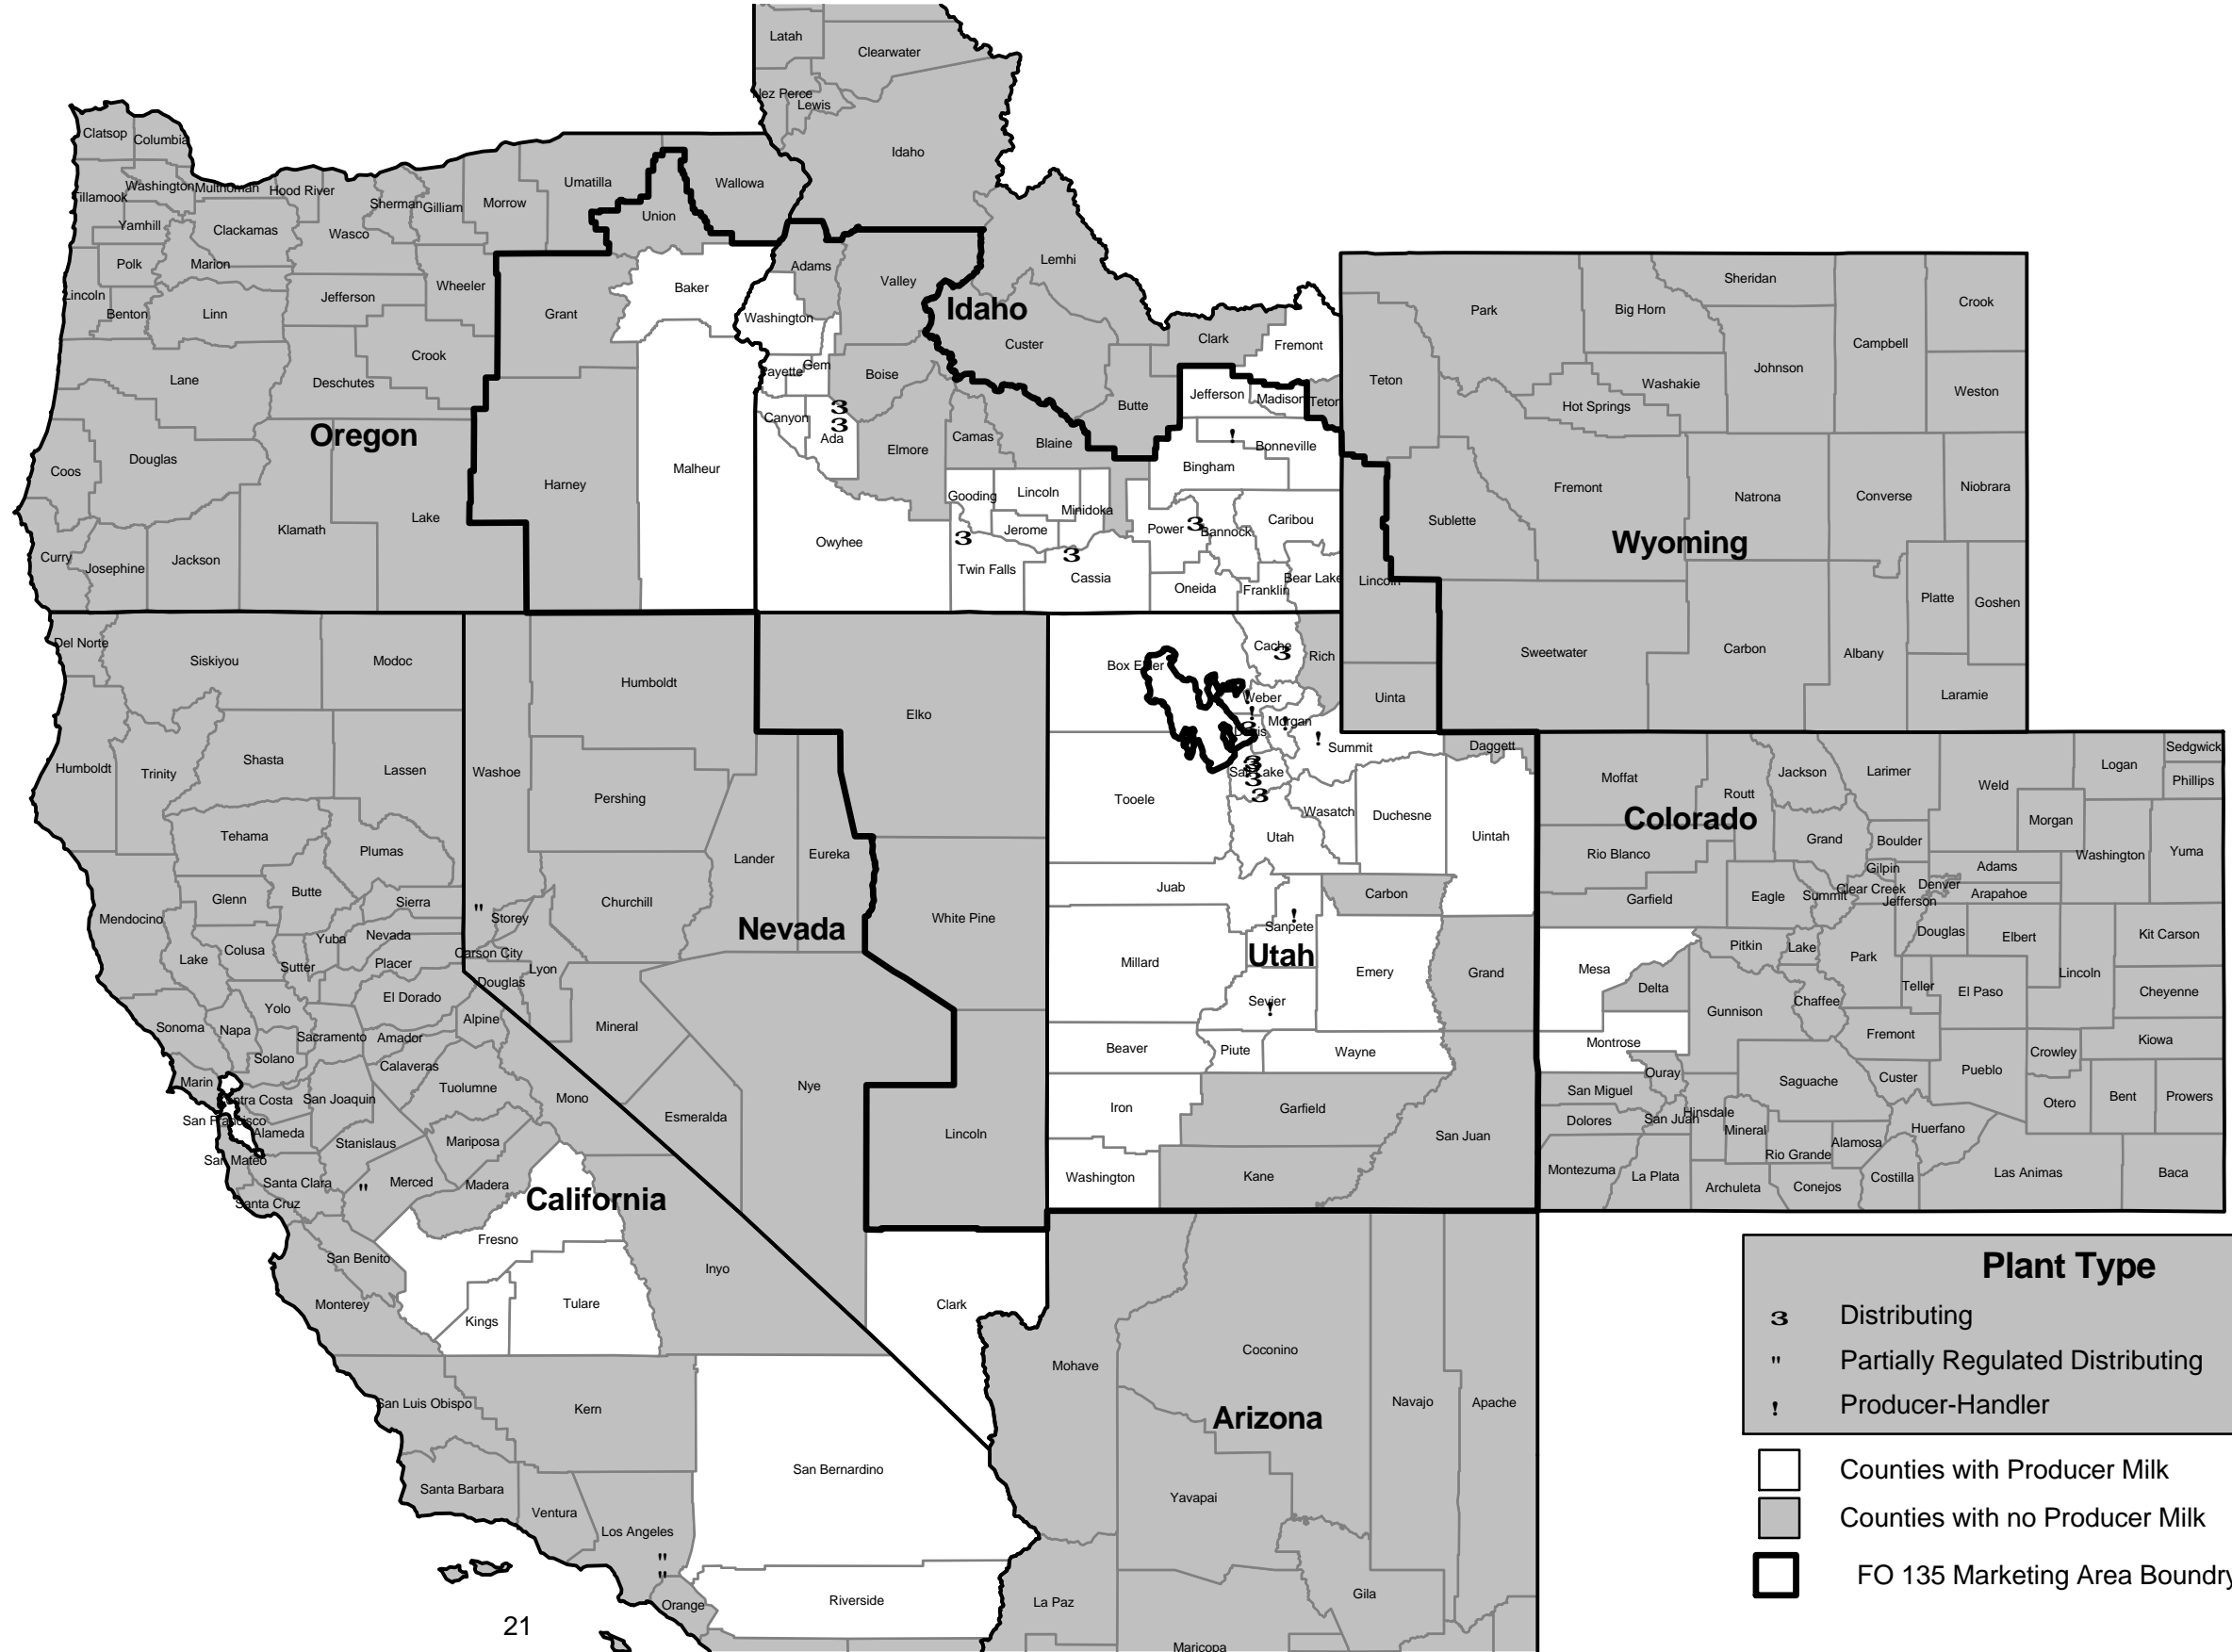 Latah
Clearwater
Nez Perce
Lewis
Idaho
Clatsop
Columbia
Tillamook
Washington
Multnomah
Hood River
Yamhill
Clackamas
Wasco
Sherman
Gilliam
Morrow
Umatilla
Union
Wallowa
Polk
Marion
Jefferson
Wheeler
Lincoln
Benton
Linn
Grant
Baker
Crook
Lane
Deschutes
Oregon
Douglas
Coos
Klamath
Lake
Harney
Malheur
Curry
Josephine
Jackson
Adams
Valley
Lemhi
Idaho
Washington
Custer
Clark
Fremont
Payette
Gem
Boise
Butte
Jefferson
Madison
Teton
Canyon
3
3
Ada
Elmore
Camas
Blaine
!
Bonneville
Bingham
Gooding
Lincoln
Minidoka
Jerome
Power
3
Bannock
Caribou
Owyhee
3
3
Twin Falls
Cassia
Oneida
Franklin
Bear Lake
Park
Big Horn
Sheridan
Campbell
Crook
Teton
Johnson
Washakie
Hot Springs
Weston
Fremont
Natrona
Converse
Niobrara
Sublette
Wyoming
Lincoln
Platte
Goshen
Sweetwater
Carbon
Albany
Uinta
Laramie
Del Norte
Siskiyou
Modoc
Humboldt
Elko
Humboldt
Trinity
Shasta
Lassen
Washoe
Pershing
Tehama
Plumas
Lander
Eureka
Butte
Glenn
Sierra
"
Storey
Churchill
Mendocino
White Pine
Nevada
Yuba
Nevada
Colusa
Lake
Sutter
Placer
Carson City
Lyon
Douglas
Yolo
El Dorado
Sonoma
Napa
Sacramento
Amador
Alpine
Mineral
Solano
Calaveras
Marin
Contra Costa
San Joaquin
Tuolumne
Mono
Nye
San Francisco
Alameda
Stanislaus
Mariposa
Esmeralda
Lincoln
San Mateo
Santa Clara
"
Merced
Madera
Santa Cruz
California
San Benito
Fresno
Inyo
Monterey
Kings
Tulare
Clark
San Luis Obispo
Kern
San Bernardino
Santa Barbara
Ventura
Los Angeles
"
"
Orange
Riverside
Box Elder
Cache
3
Rich
Weber
!
!
Morgan
!
3
Davis
!
Summit
Daggett
3
Salt Lake
3
3
Tooele
Wasatch
Duchesne
Uintah
Utah
Juab
Carbon
!
Sanpete
Utah
Millard
Emery
Grand
Sevier
!
Beaver
Piute
Wayne
Iron
Garfield
San Juan
Washington
Kane
Moffat
Routt
Jackson
Larimer
Weld
Logan
Sedgwick
Phillips
Colorado
Morgan
Rio Blanco
Grand
Boulder
Washington
Yuma
Gilpin
Adams
Garfield
Eagle
Summit
Clear Creek
Denver
Arapahoe
Jefferson
Pitkin
Lake
Park
Douglas
Elbert
Kit Carson
Mesa
Delta
Lincoln
Gunnison
Chaffee
Teller
El Paso
Cheyenne
Montrose
Fremont
Kiowa
Crowley
Ouray
Saguache
Custer
Pueblo
San Miguel
Otero
Bent
Prowers
Dolores
San Juan
Hinsdale
Mineral
Rio Grande
Alamosa
Huerfano
Montezuma
La Plata
Archuleta
Conejos
Costilla
Las Animas
Baca
Mohave
Coconino
Navajo
Apache
Arizona
Yavapai
La Paz
Gila
Maricopa
Plant Type
3 Distributing
" Partially Regulated Distributing
! Producer-Handler
Counties with Producer Milk
Counties with no Producer Milk
FO 135 Marketing Area Boundry
21